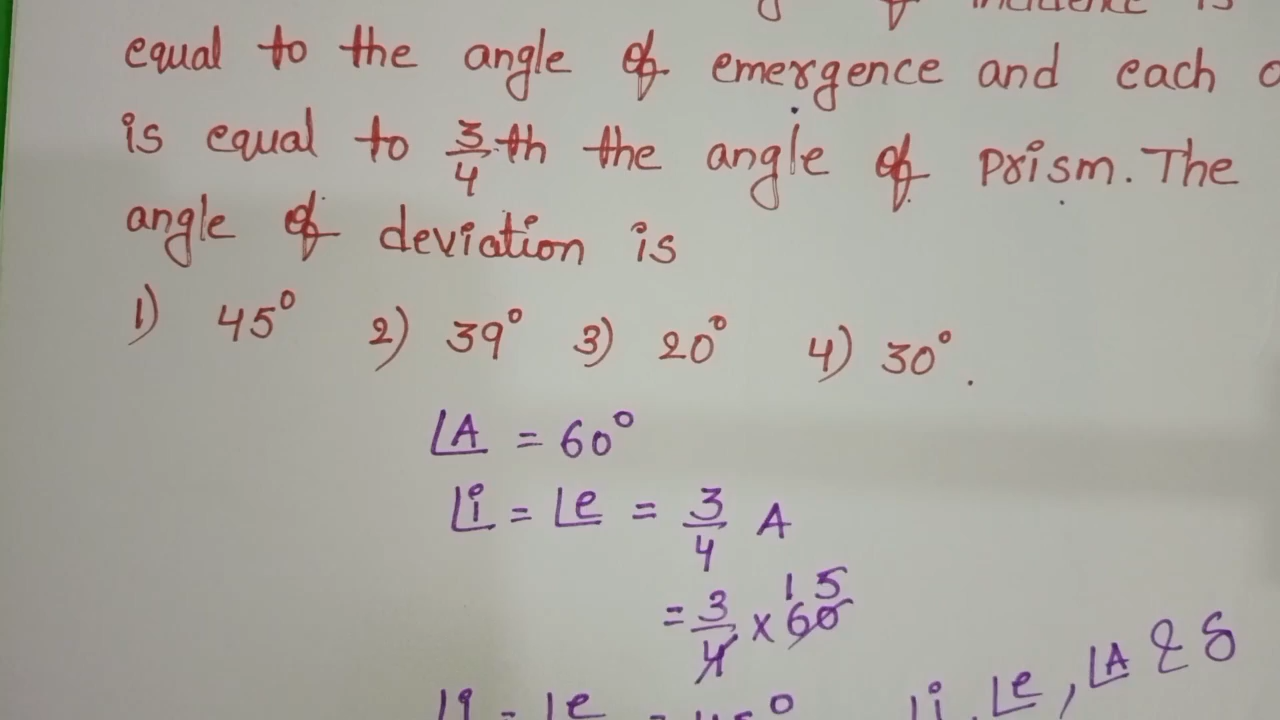 equal to the angle of emergence and each
is equal to 3/4 th the angle of prism. The
angle of deviation is
1) 45° 2) 39° 3) 20° 4) 30°.
∠A = 60°
∠i = ∠e = 3/4 A
= 3/4 × 60 15
∠i, ∠e, ∠A & δ